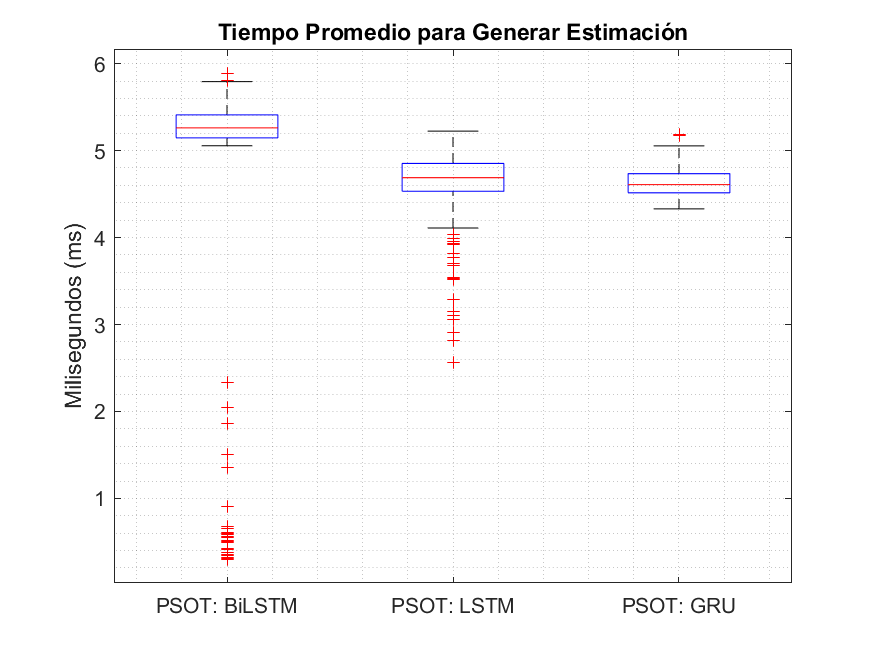 Tiempo Promedio para Generar Estimación
6
5
4
3
2
1
Milisegundos (ms)
PSOT: BiLSTM
PSOT: LSTM
PSOT: GRU